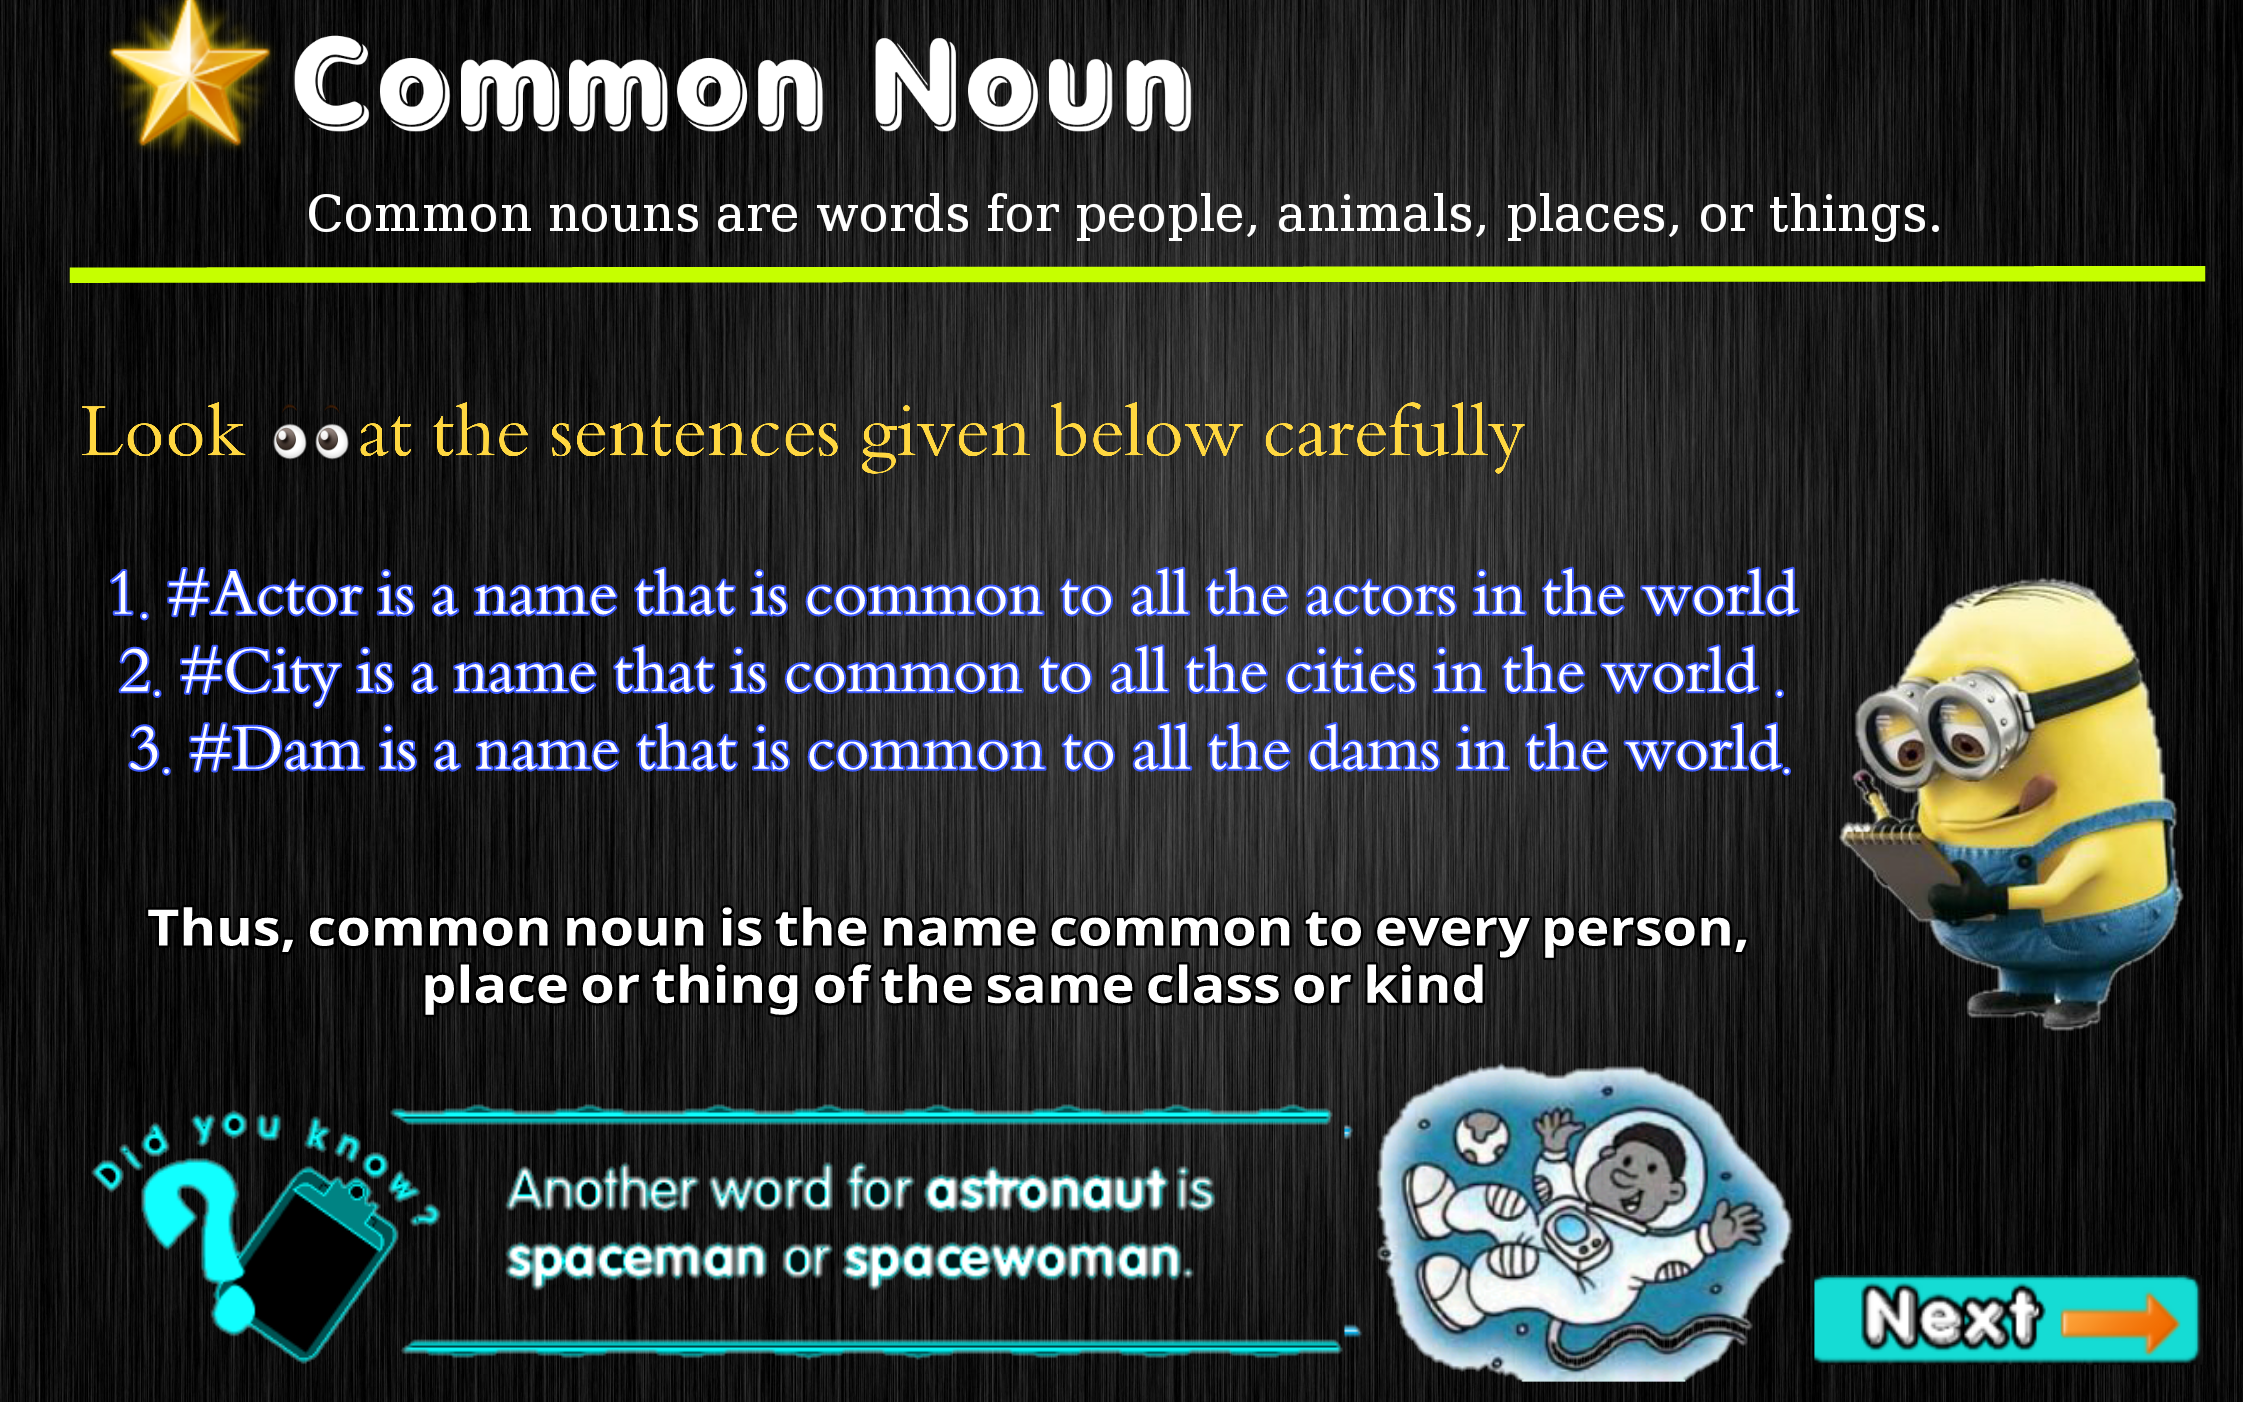 Common Noun
Common nouns are words for people, animals, places, or things.
Look 👀at the sentences given below carefully
1. #Actor is a name that is common to all the actors in the world
2. #City is a name that is common to all the cities in the world .
3. #Dam is a name that is common to all the dams in the world.
Thus, common noun is the name common to every person,
place or thing of the same class or kind
Did you know?
Another word for astronaut is
spaceman or spacewoman.
Next